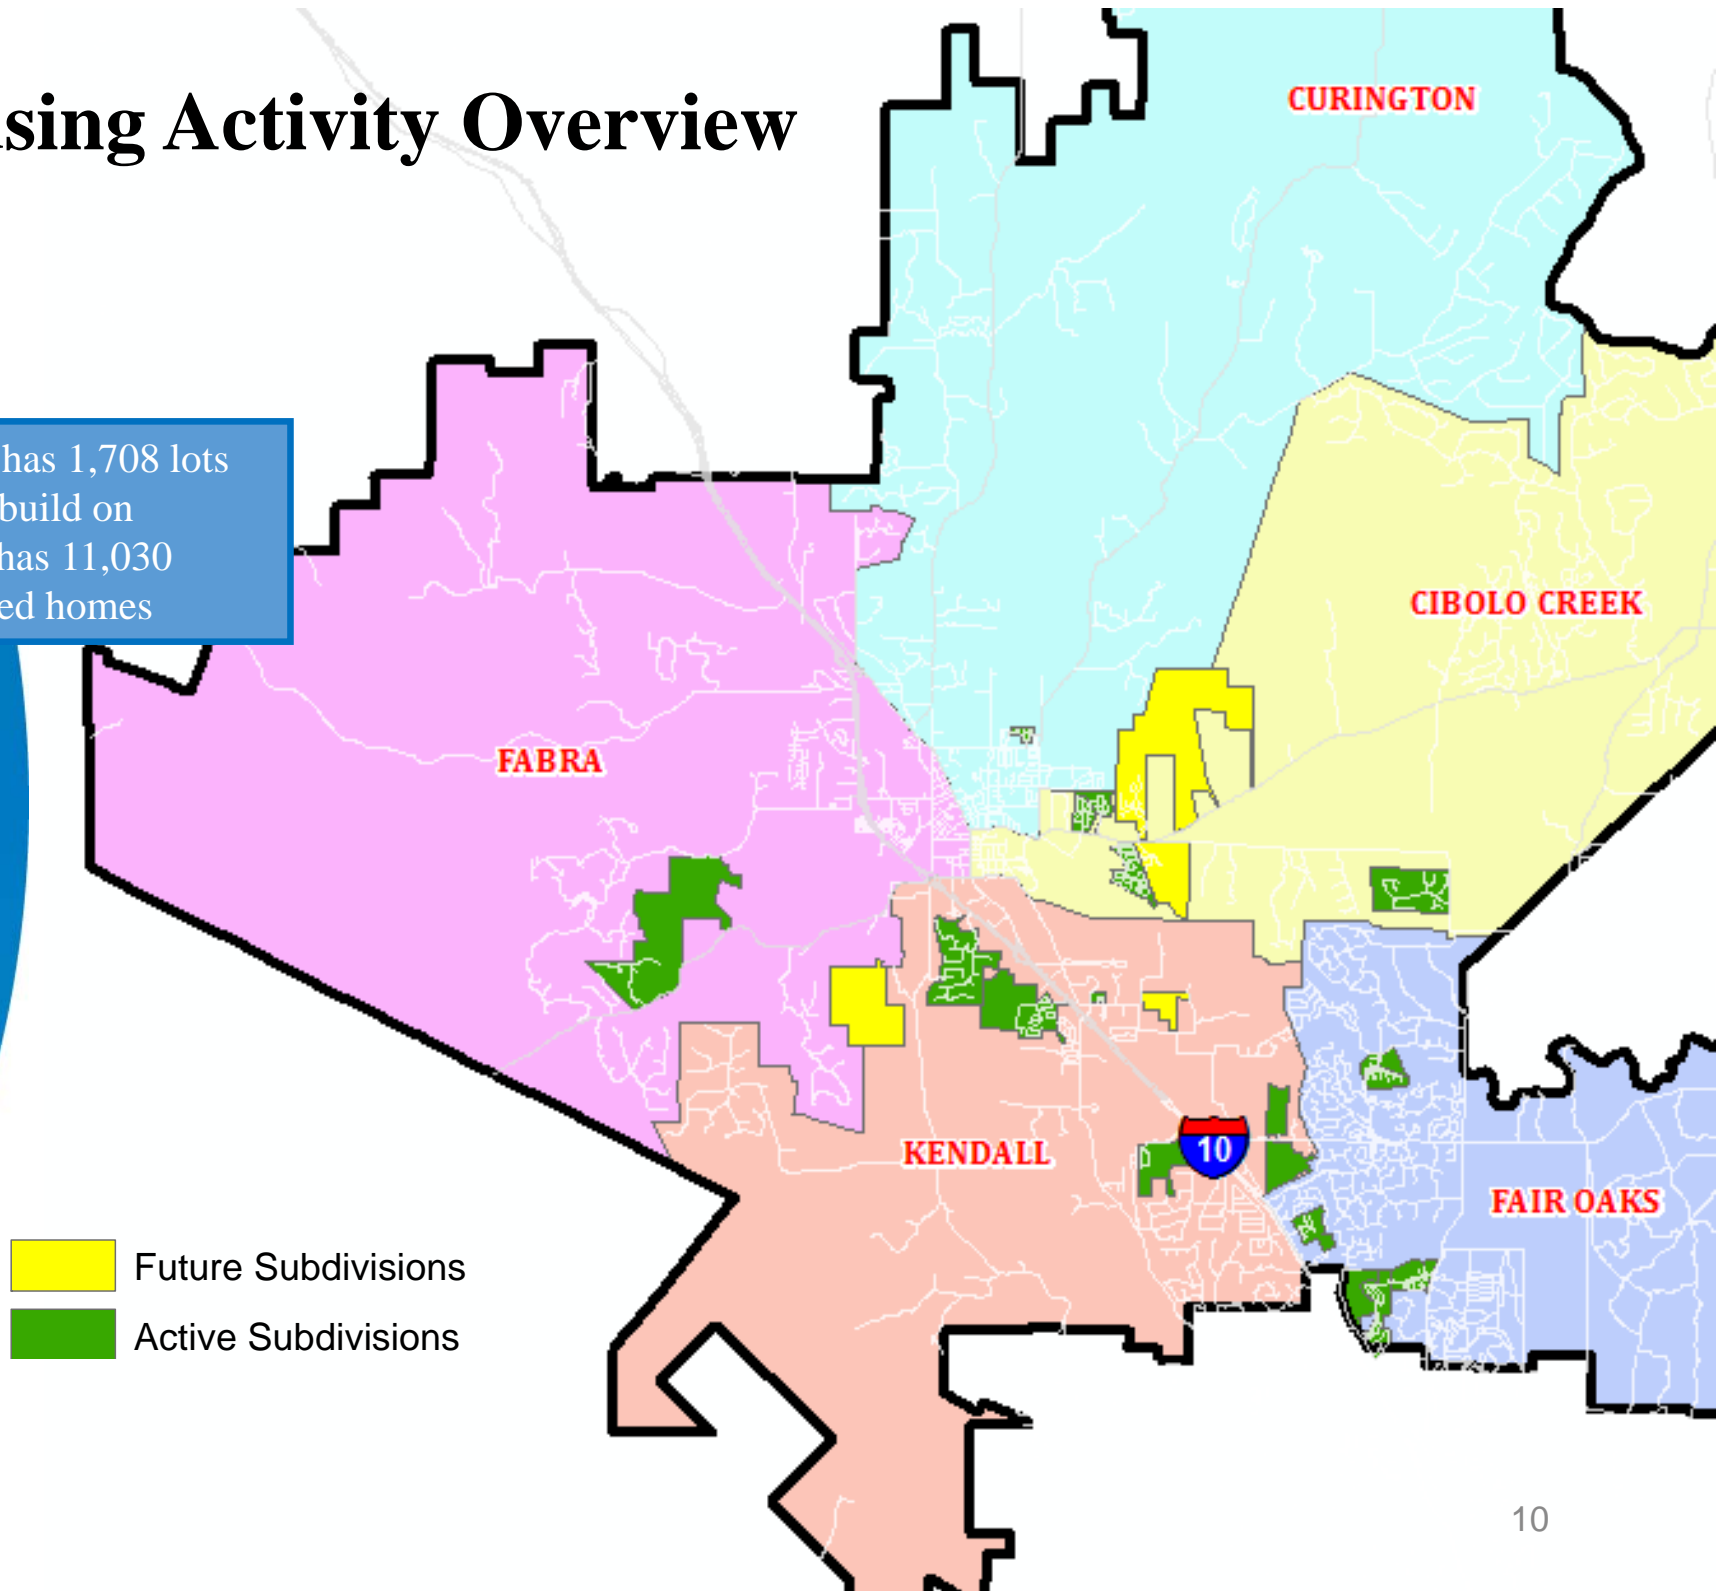 sing Activity Overview
CURINGTON
has 1,708 lots
build on
has 11,030
ed homes
CIBOLO CREEK
FABRA
KENDALL
10
FAIR OAKS
Future Subdivisions
Active Subdivisions
10